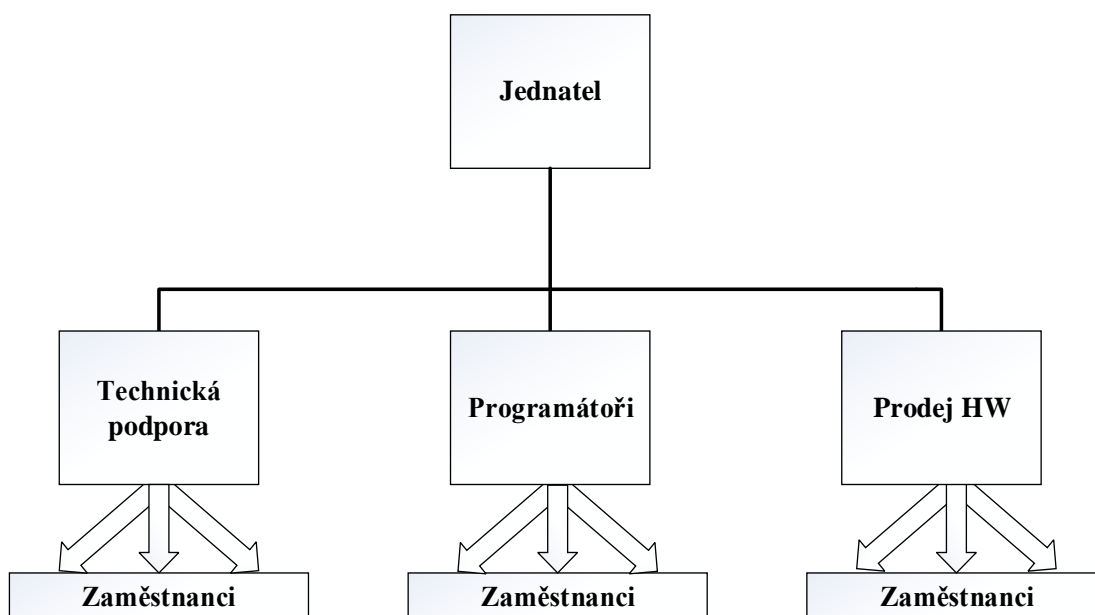 Jednatel
Technická
podpora
Programátoři
Prodej HW
Zaměstnanci
Zaměstnanci
Zaměstnanci